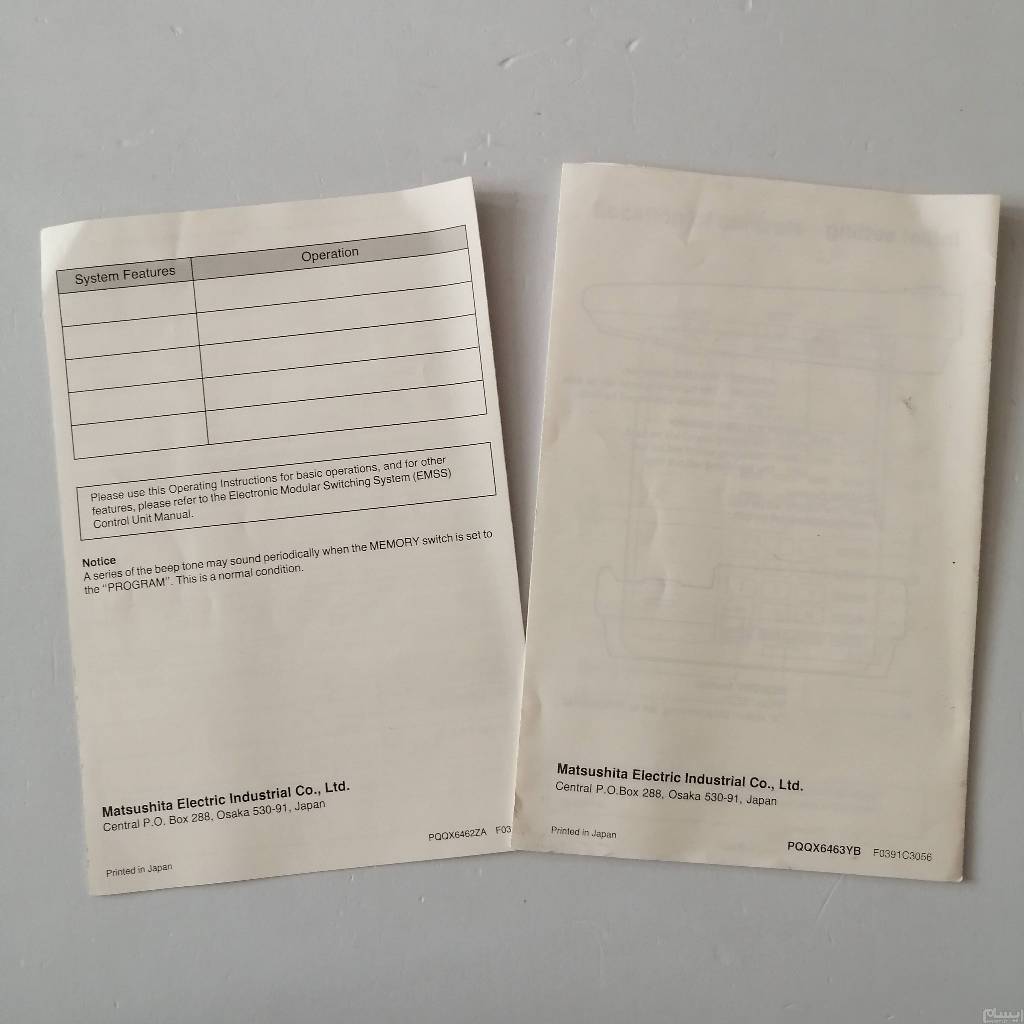 System Features
Operation
Please use this Operating Instructions for basic operations, and for other
features, please refer to the Electronic Modular Switching System (EMSS)
Control Unit Manual.
Notice
A series of the beep tone may sound periodically when the MEMORY switch is set to
the "PROGRAM". This is a normal condition.
Matsushita Electric Industrial Co., Ltd.
Central P.O. Box 288, Osaka 530-91, Japan
PQQX6462ZA F03
Printed in Japan
Matsushita Electric Industrial Co., Ltd.
Central P.O.Box 288, Osaka 530-91, Japan
Printed in Japan
PQQX6463YB F0391C3056
ایسام